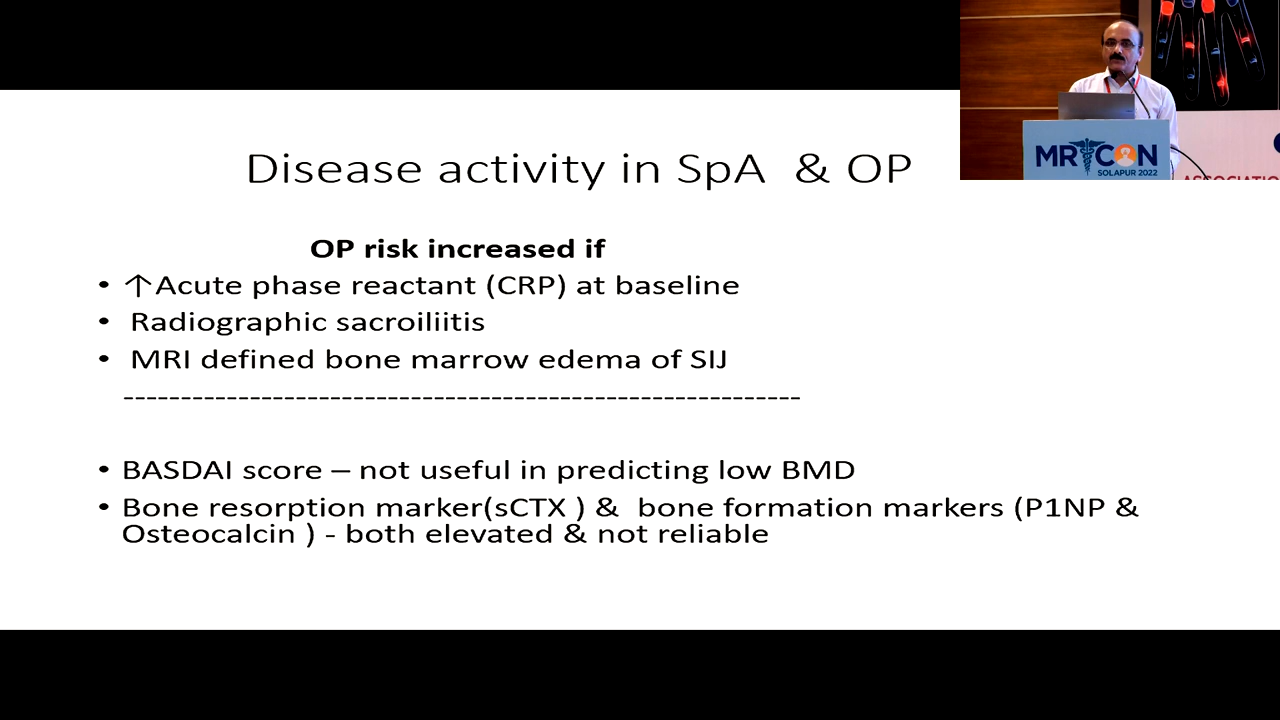 Disease activity in SpA & OP
OP risk increased if
• ↑Acute phase reactant (CRP) at baseline
• Radiographic sacroiliitis
• MRI defined bone marrow edema of SIJ
----------------------------------------------------------
• BASDAI score – not useful in predicting low BMD
• Bone resorption marker(sCTX ) & bone formation markers (P1NP &
Osteocalcin ) - both elevated & not reliable
MR CON
SOLAPUR 2022